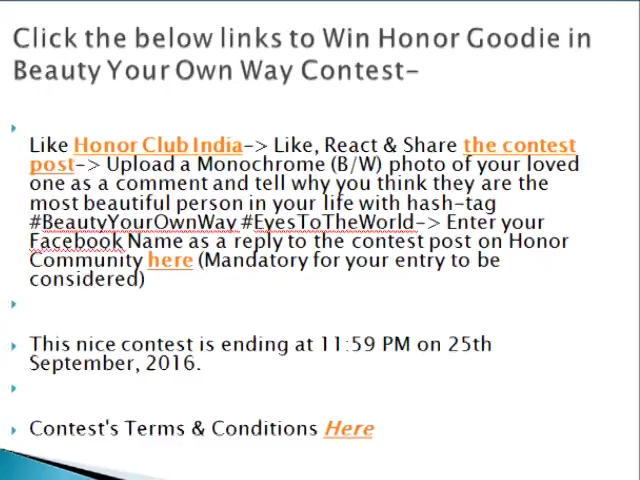 Click the below links to Win Honor Goodie in
Beauty Your Own Way Contest-
Like Honor Club India-> Like, React & Share the contest
post-> Upload a Monochrome (B/W) photo of your loved
one as a comment and tell why you think they are the
most beautiful person in your life with hash-tag
#BeautyYourOwnWay #EyesToTheWorld-> Enter your
Facebook Name as a reply to the contest post on Honor
Community here (Mandatory for your entry to be
considered)
This nice contest is ending at 11:59 PM on 25th
September, 2016.
Contest's Terms & Conditions Here